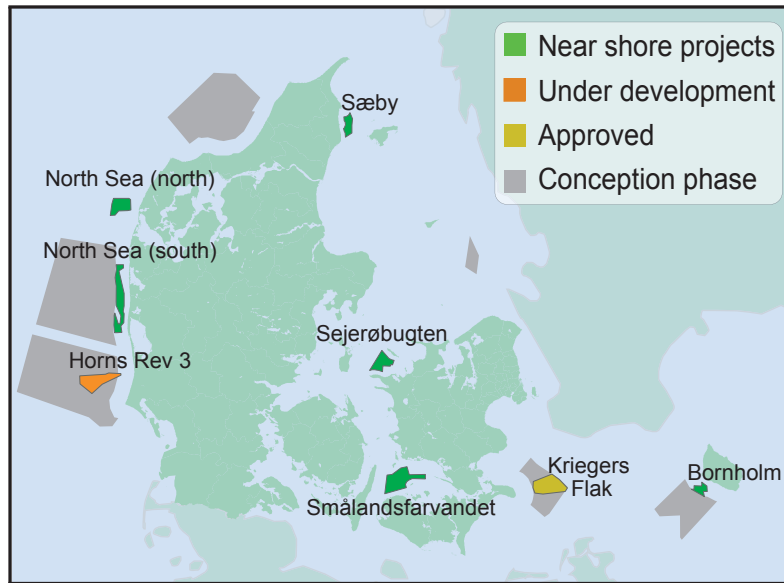 Near shore projects
Under development
Approved
Conception phase
Sæby
North Sea (north)
North Sea (south)
Horns Rev 3
Sejerøbugten
Smålandsfarvandet
Kriegers
Flak
Bornholm